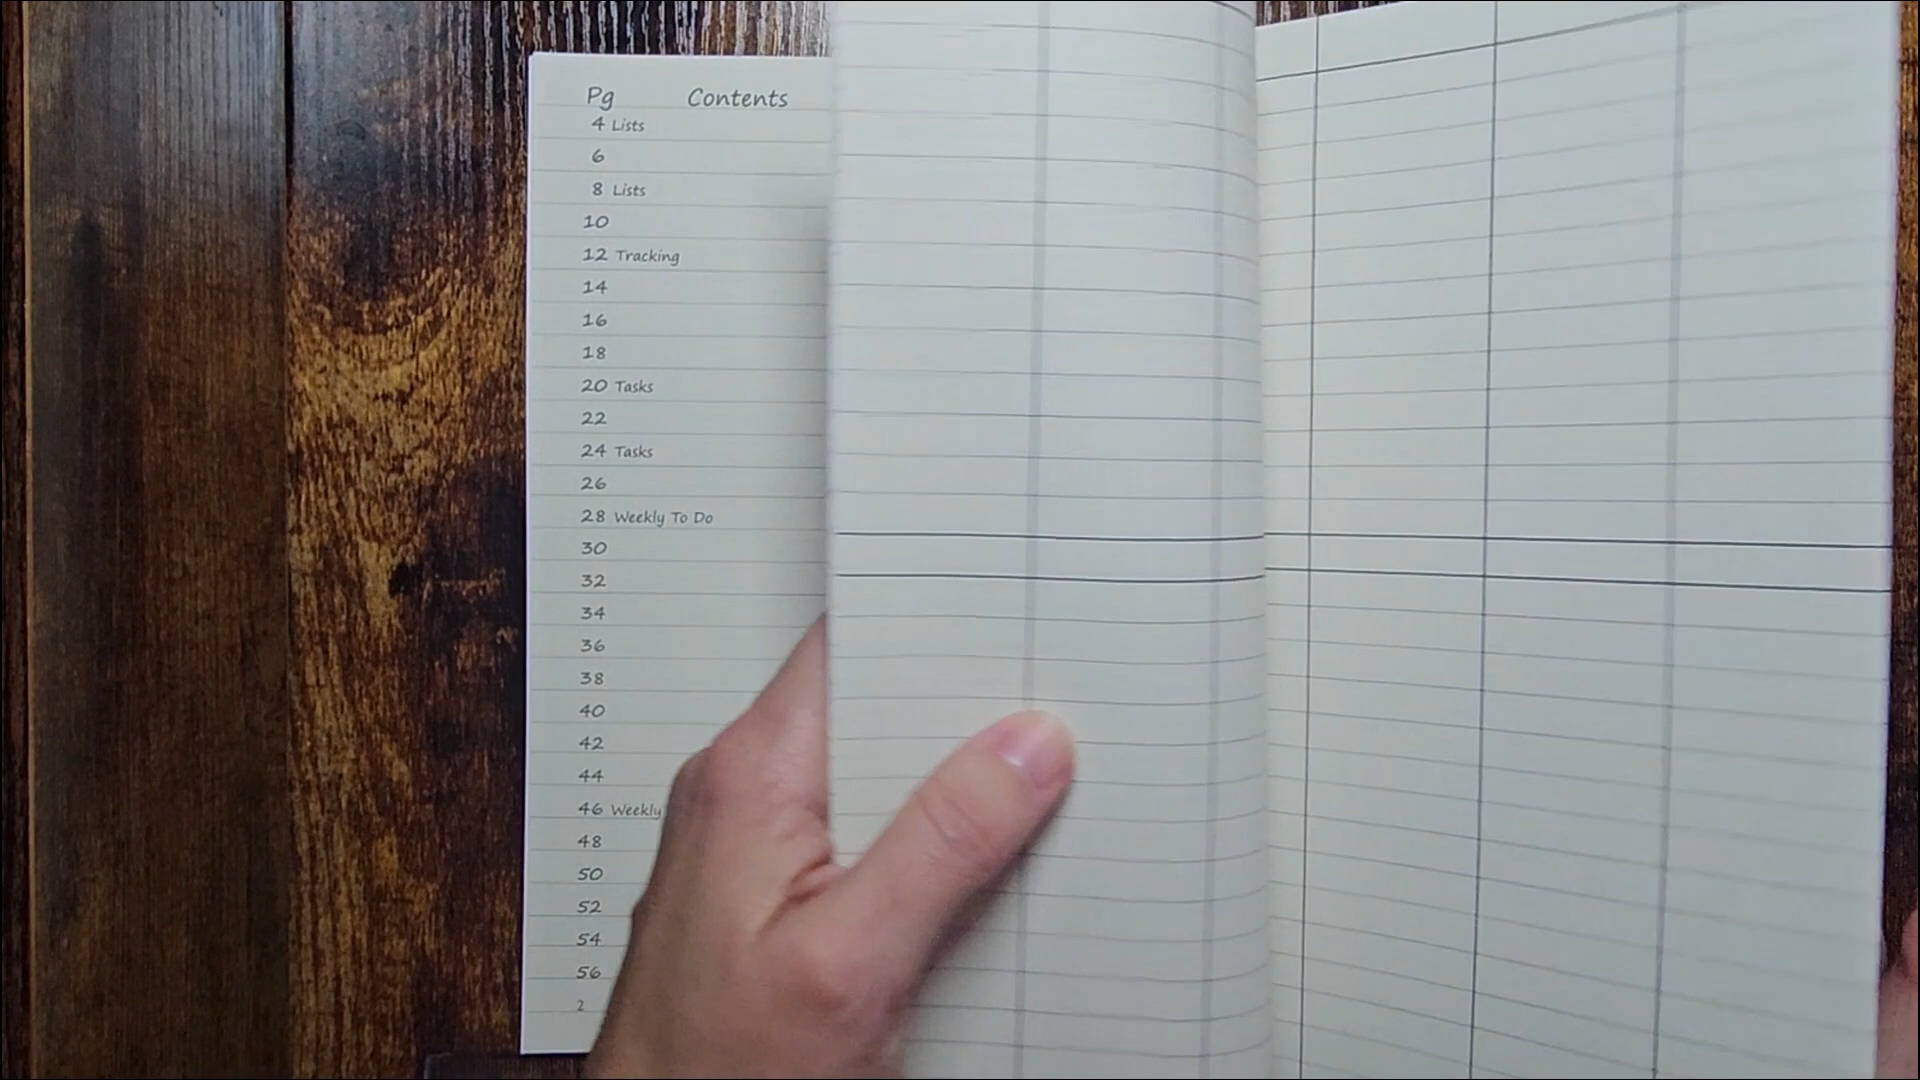 Pg Contents
4 Lists
6
8 Lists
10
12 Tracking
14
16
18
20 Tasks
22
24 Tasks
26
28 Weekly To Do
30
32
34
36
38
40
42
44
46 Weekly
48
50
52
54
56
2